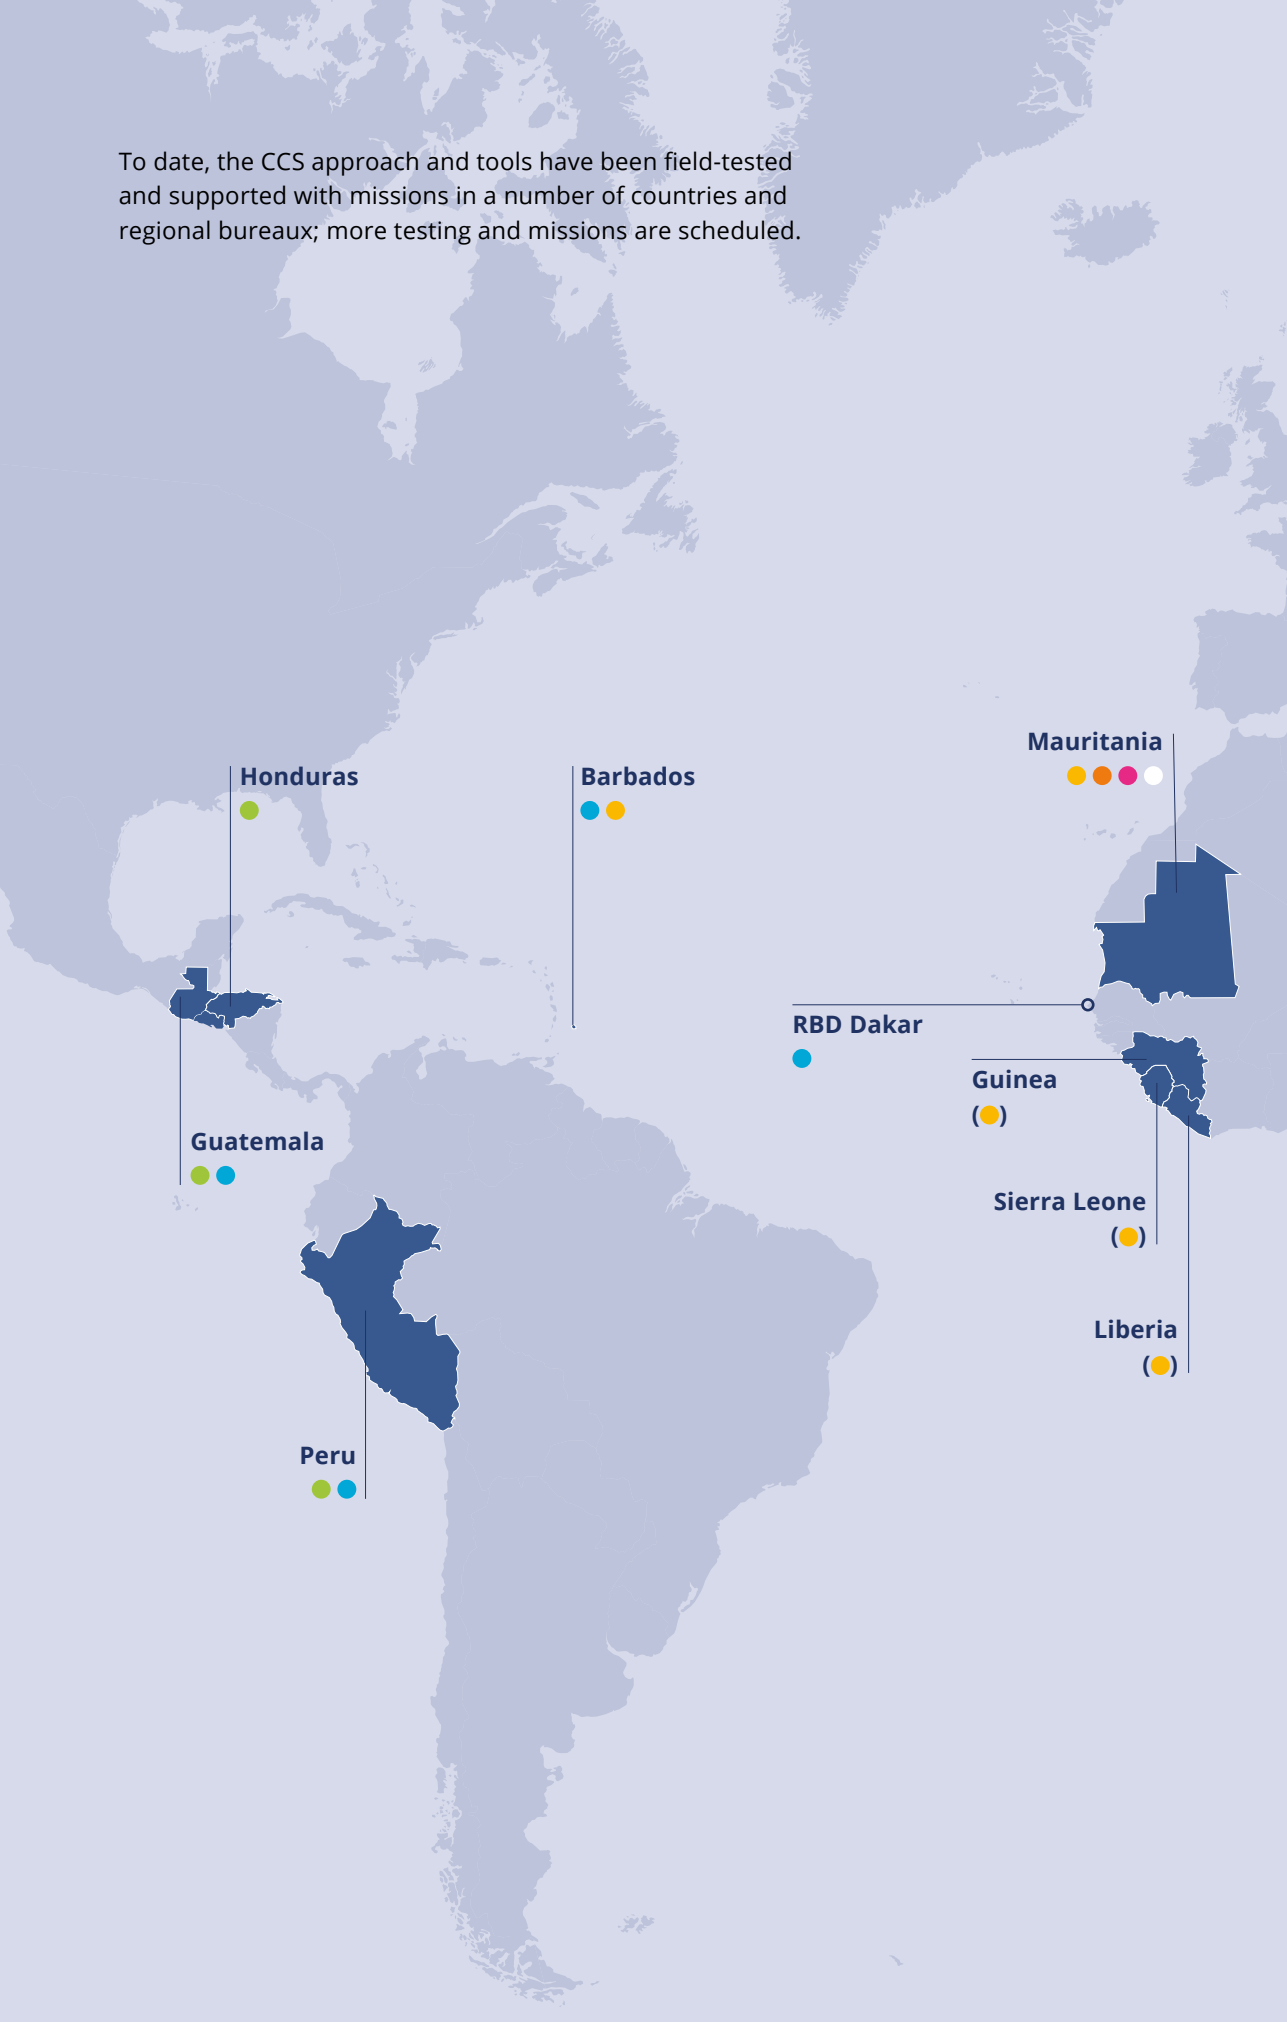 To date, the CCS approach and tools have been field-tested
and supported with missions in a number of countries and
regional bureaux; more testing and missions are scheduled.
Mauritania
Honduras
Barbados
RBD Dakar
Guinea
( )
Guatemala
Sierra Leone
( )
Liberia
( )
Peru